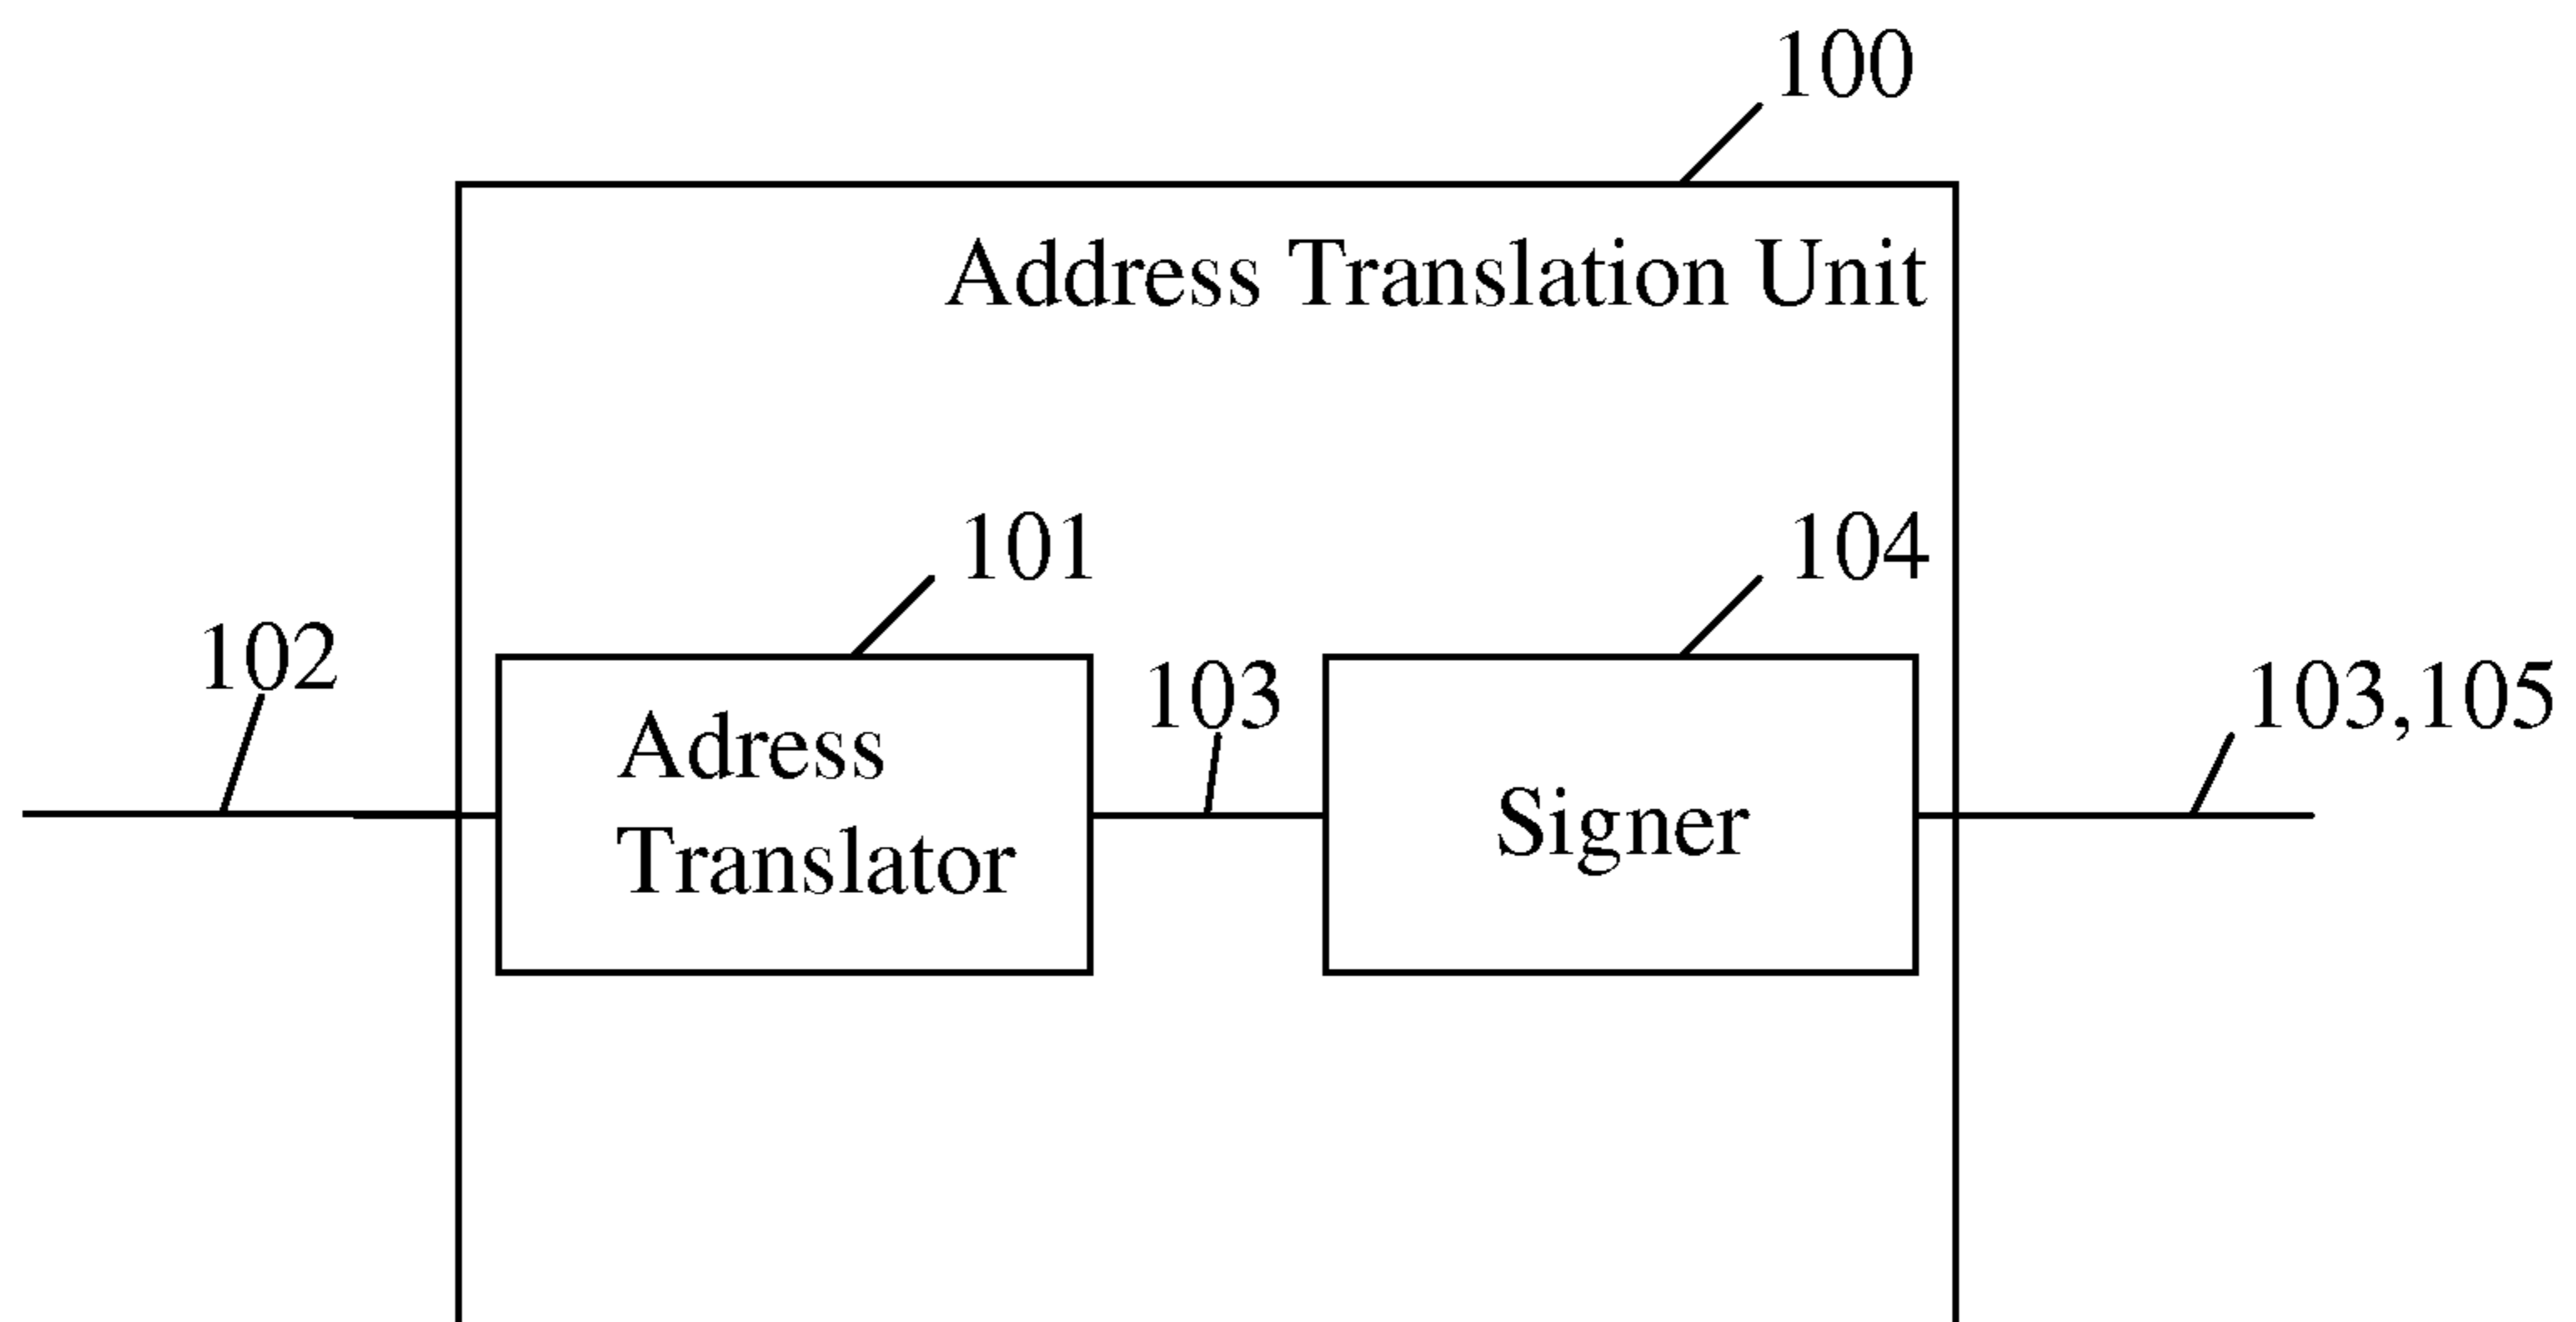 100
Address Translation Unit
101
104
102
103
103,105
Adress
Translator
Signer